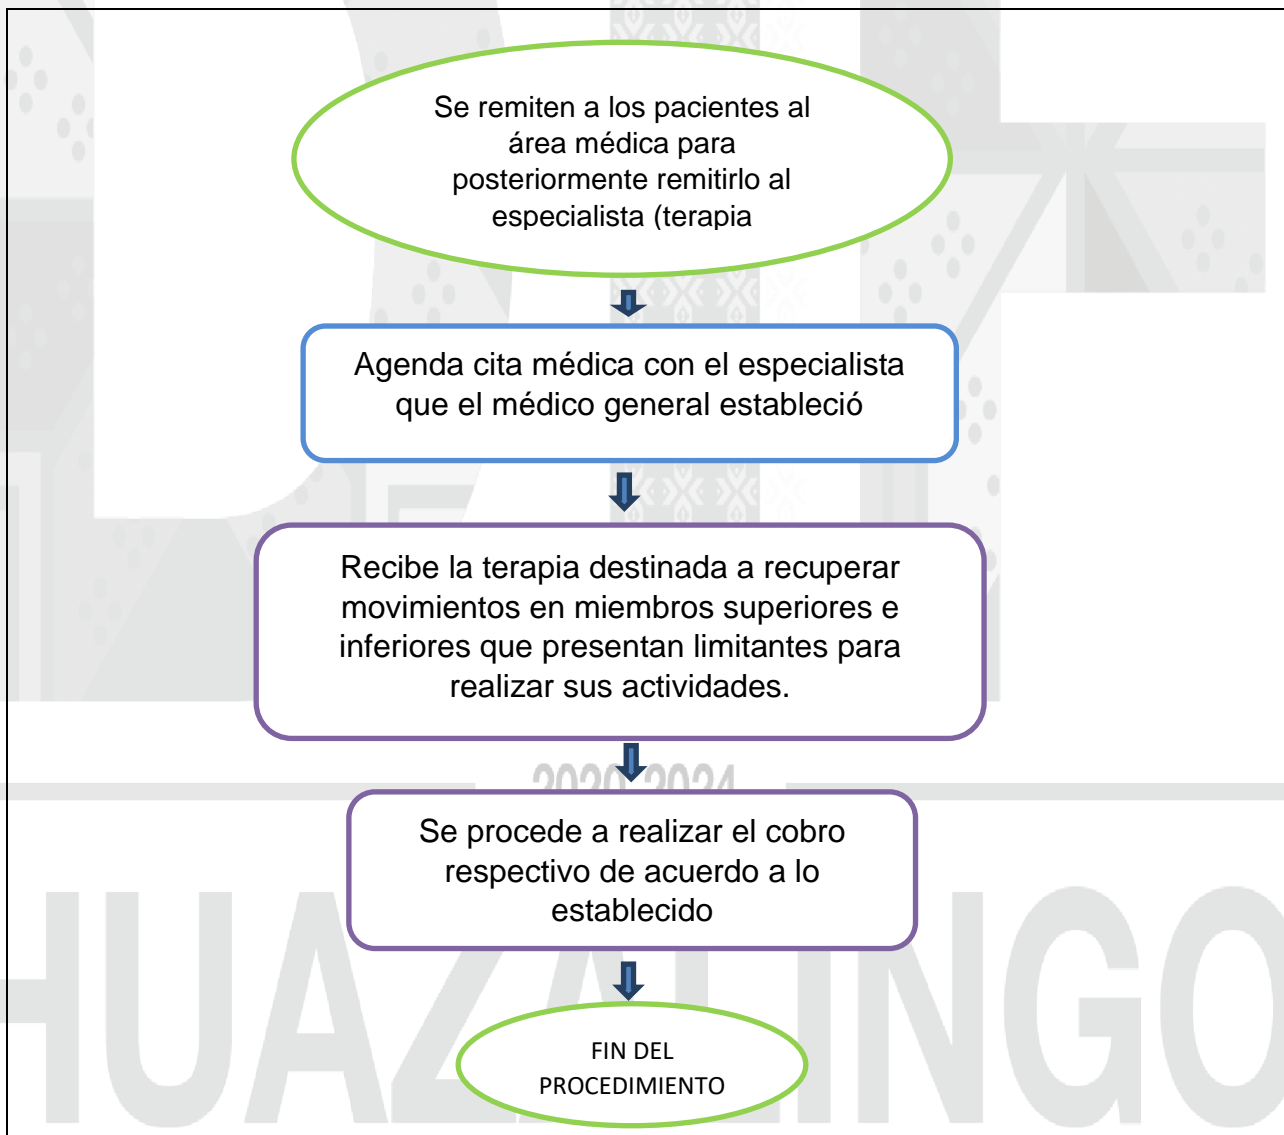 Se remiten a los pacientes al
área médica para
posteriormente remitirlo al
especialista (terapia
Agenda cita médica con el especialista
que el médico general estableció
Recibe la terapia destinada a recuperar
movimientos en miembros superiores e
inferiores que presentan limitantes para
realizar sus actividades.
2020-2024
Se procede a realizar el cobro
respectivo de acuerdo a lo
establecido
HUAZALINGO
FIN DEL
PROCEDIMIENTO